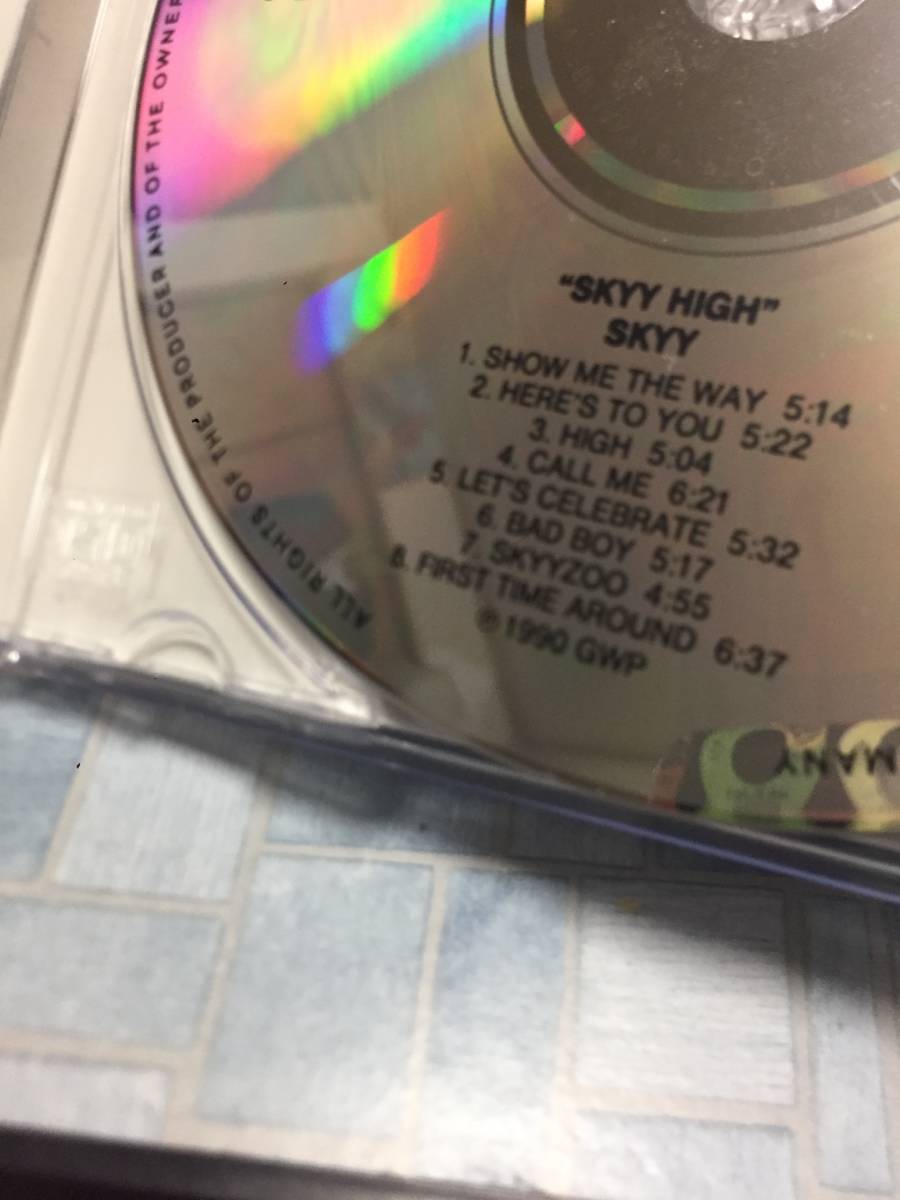 "SKYY HIGH"
SKYY
1. SHOW ME THE WAY 5:14
2. HERE'S TO YOU 5:22
3. HIGH 5:04
4. CALL ME 6:21
5. LET'S CELEBRATE 5:32
6. BAD BOY 5:17
7. SKYYZOO 4:55
8. FIRST TIME AROUND 6:37
℗ 1990 GWP
ALL RIGHTS OF THE PRODUCER AND OF THE OWNER
MANY